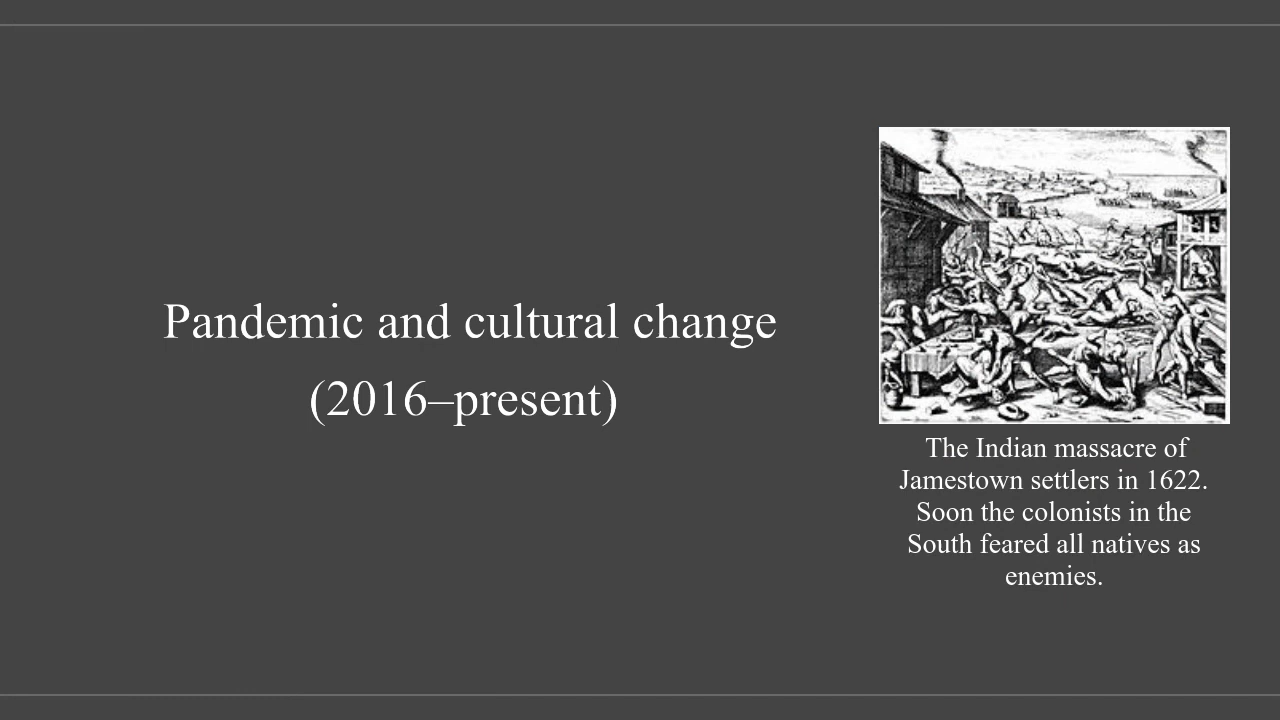 Pandemic and cultural change
(2016–present)
The Indian massacre of
Jamestown settlers in 1622.
Soon the colonists in the
South feared all natives as
enemies.